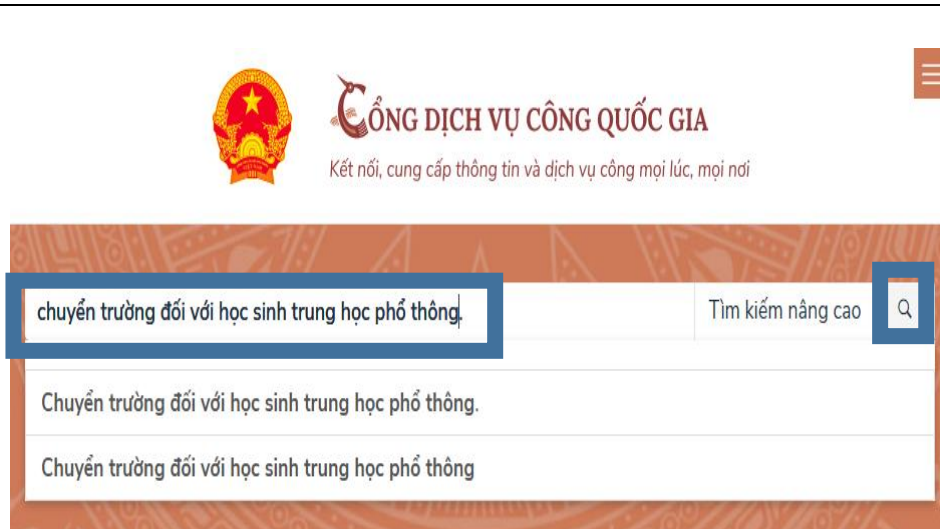 CỔNG DỊCH VỤ CÔNG QUỐC GIA
Kết nối, cung cấp thông tin và dịch vụ công mọi lúc, mọi nơi
chuyển trường đối với học sinh trung học phổ thông. Tìm kiếm nâng cao
Chuyển trường đối với học sinh trung học phổ thông.
Chuyển trường đối với học sinh trung học phổ thông